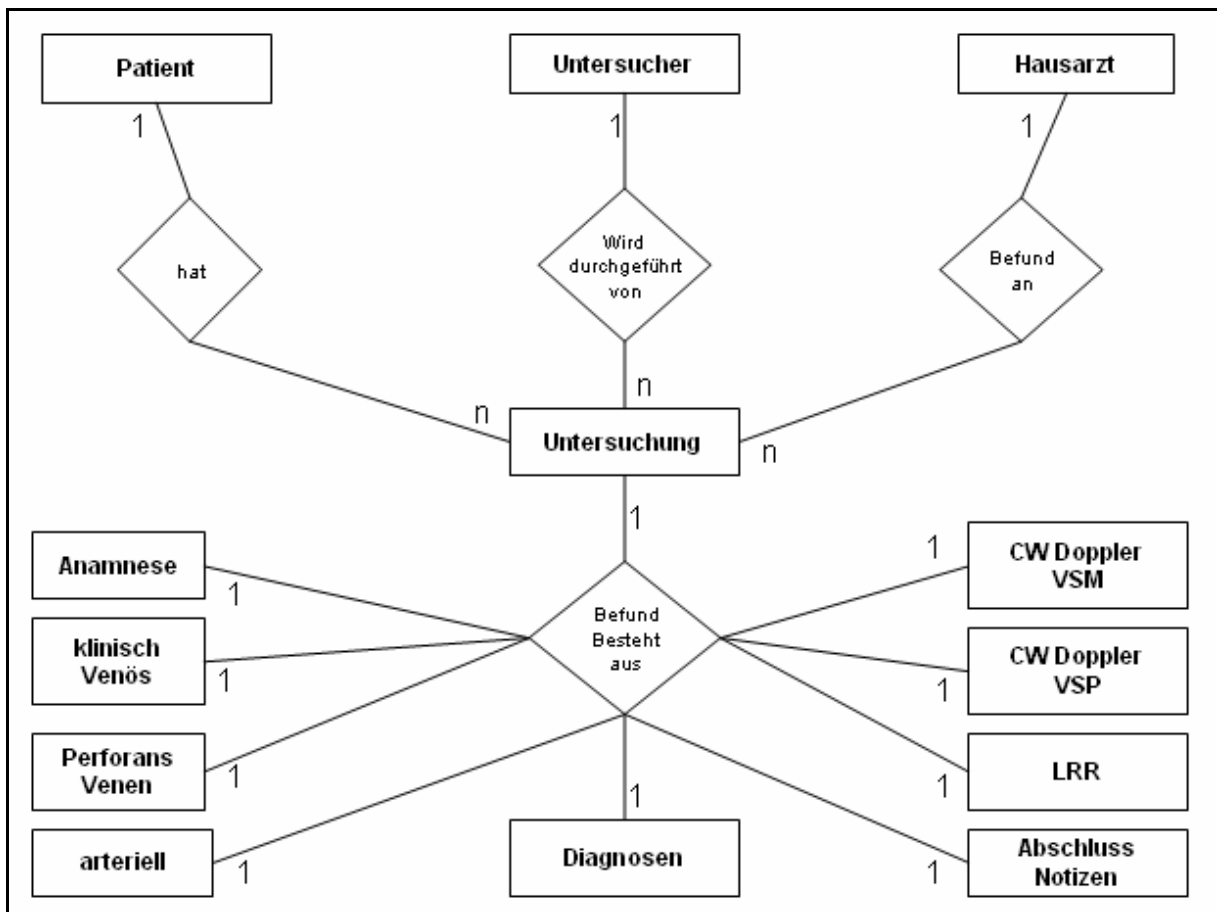 Patient
Untersucher
Hausarzt
1
1
1
hat
Wird
durchgeführt
von
Befund
an
n
n
n
Untersuchung
1
Anamnese
1
klinisch
Venös
1
Perforans
Venen
1
arteriell
1
Befund
Besteht
aus
1
Diagnosen
1
CW Doppler
VSM
1
CW Doppler
VSP
1
LRR
1
Abschluss
Notizen